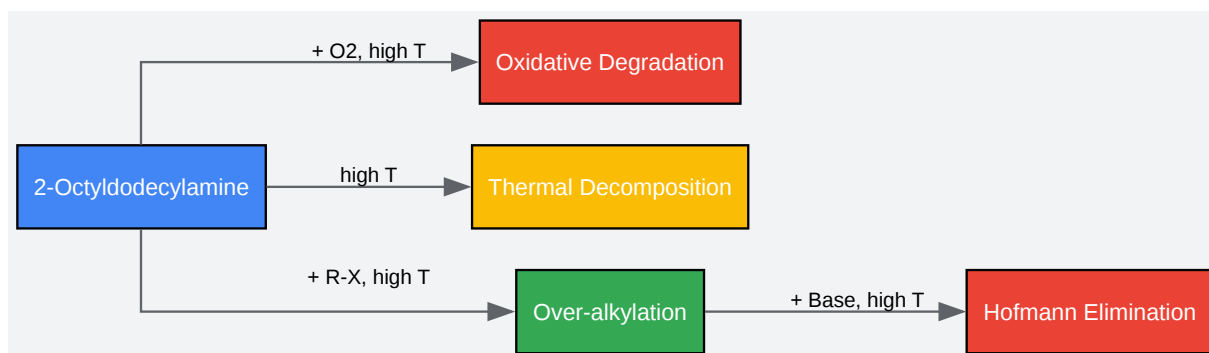 + O2, high T
Oxidative Degradation
2-Octyldodecylamine
high T
Thermal Decomposition
+ R-X, high T
Over-alkylation
+ Base, high T
Hofmann Elimination